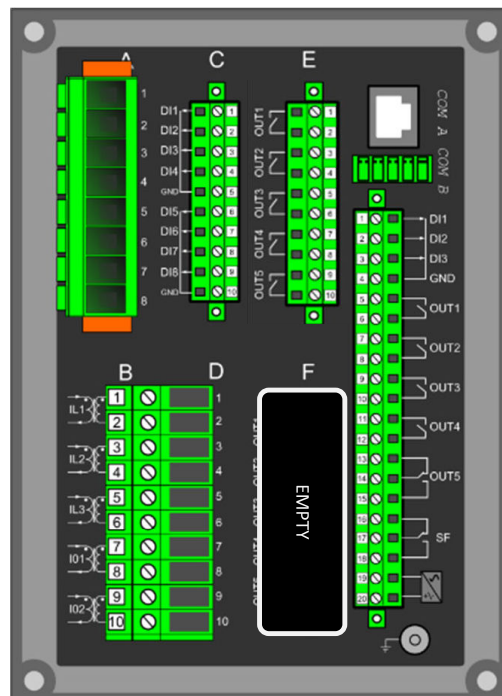 A
C
E
1
2
3
4
5
6
7
8
DI1
DI2
DI3
DI4
GND
DI5
DI6
DI7
DI8
GND
1
2
3
4
5
6
7
8
9
10
OUT1
OUT2
OUT3
OUT4
OUT5
1
2
3
4
5
6
7
8
9
10
COM A
COM B
1
2
3
4
5
6
7
8
9
10
11
12
13
14
15
16
17
18
19
20
DI1
DI2
DI3
GND
OUT1
OUT2
OUT3
OUT4
OUT5
SF
B
D
F
IL1
IL2
IL3
I01
I02
1
2
3
4
5
6
7
8
9
10
1
2
3
4
5
6
7
8
9
10
EMPTY